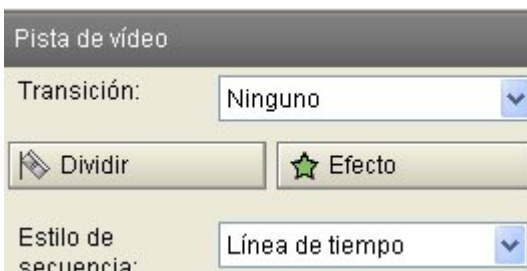 Pista de vídeo
Transición:
Ninguno
Dividir
Efecto
Estilo de
secuencia:
Línea de tiempo